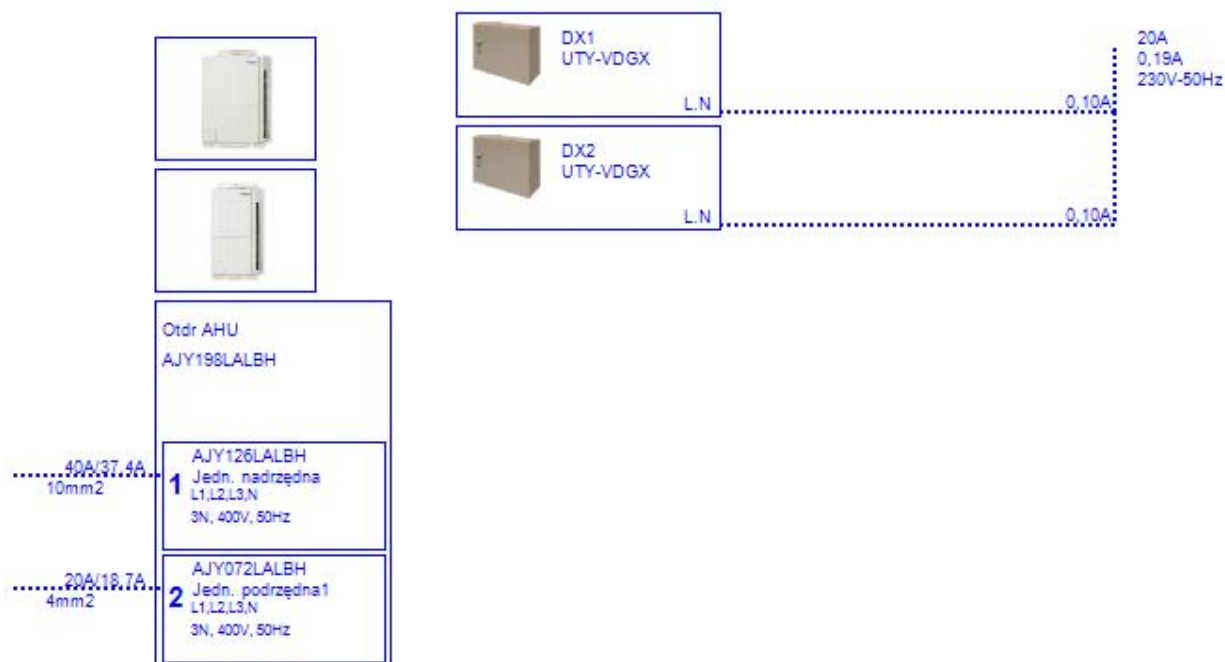 DX1
UTY-VDGX
L.N
0,10A
20A
0,19A
230V-50Hz
DX2
UTY-VDGX
L.N
0,10A
Otdr AHU
AJY198LALBH
40A/37.4A
10mm2
1
AJY126LALBH
Jedn. nadrzędna
L1,L2,L3,N
3N, 400V, 50Hz
20A/18.7A
4mm2
2
AJY072LALBH
Jedn. podrzędna1
L1,L2,L3,N
3N, 400V, 50Hz